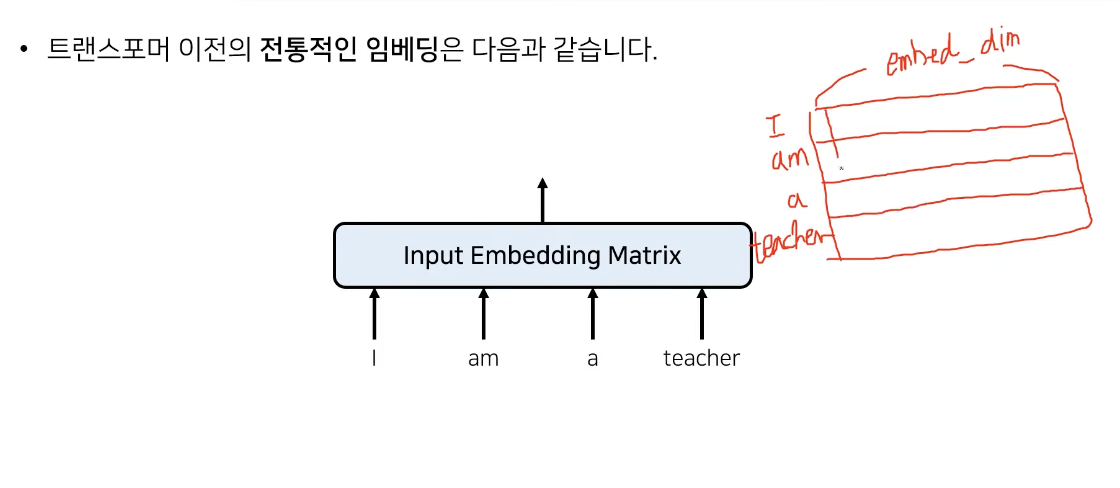 • 트랜스포머 이전의 전통적인 임베딩은 다음과 같습니다.
embed_dim
I
am
a
teacher
Input Embedding Matrix
I am a teacher